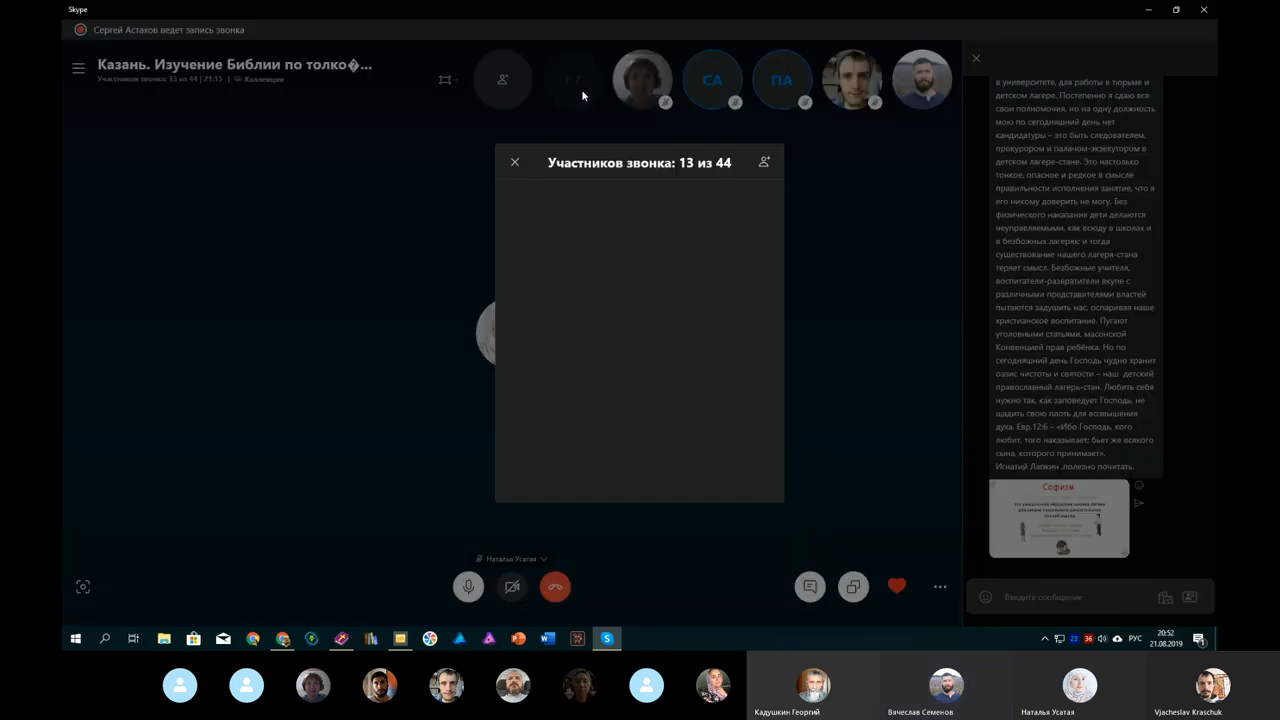 Skype
Сергей Астахов ведет запись звонка
Казань. Изучение Библии по толко�...
Участников звонка: 13 из 44 | 21:15 | Коллекция
+7
СА
ПА
Участников звонка: 13 из 44
в университете, для работы в тюрьме и
детском лагере. Постепенно я сдаю все
свои полномочия, но на одну должность
мою по сегодняшний день нет
кандидатуры – это быть следователем,
прокурором и палачом-экзекутором в
детском лагере-стане. Это настолько
тонкое, опасное и редкое в смысле
правильности исполнения занятие, что я
его никому доверить не могу. Без
физического наказания дети делаются
неуправляемыми, как всюду в школах и
в безбожных лагерях; и тогда
существование нашего лагеря-стана
теряет смысл. Безбожные учителя,
воспитатели-развратители вкупе с
различными представителями властей
пытаются задушить нас, оспаривая наше
христианское воспитание. Пугают
уголовными статьями, масонской
Конвенцией прав ребёнка. Но по
сегодняшний день Господь чудно хранит
оазис чистоты и святости – наш детский
православный лагерь-стан. Любить себя
нужно так, как заповедует Господь, не
щадить свою плоть для возвышения
духа. Евр.12:6 – «Ибо Господь, кого
любит, того наказывает; бьет же всякого
сына, которого принимает».
Игнатий Лапкин .полезно почитать.
Софизм
Наталья Усатая
Введите сообщение
23
36
РУС
20:52
21.08.2019
1
Кадушкин Георгий
Вячеслав Семенов
Наталья Усатая
Vjacheslav Kraschuk